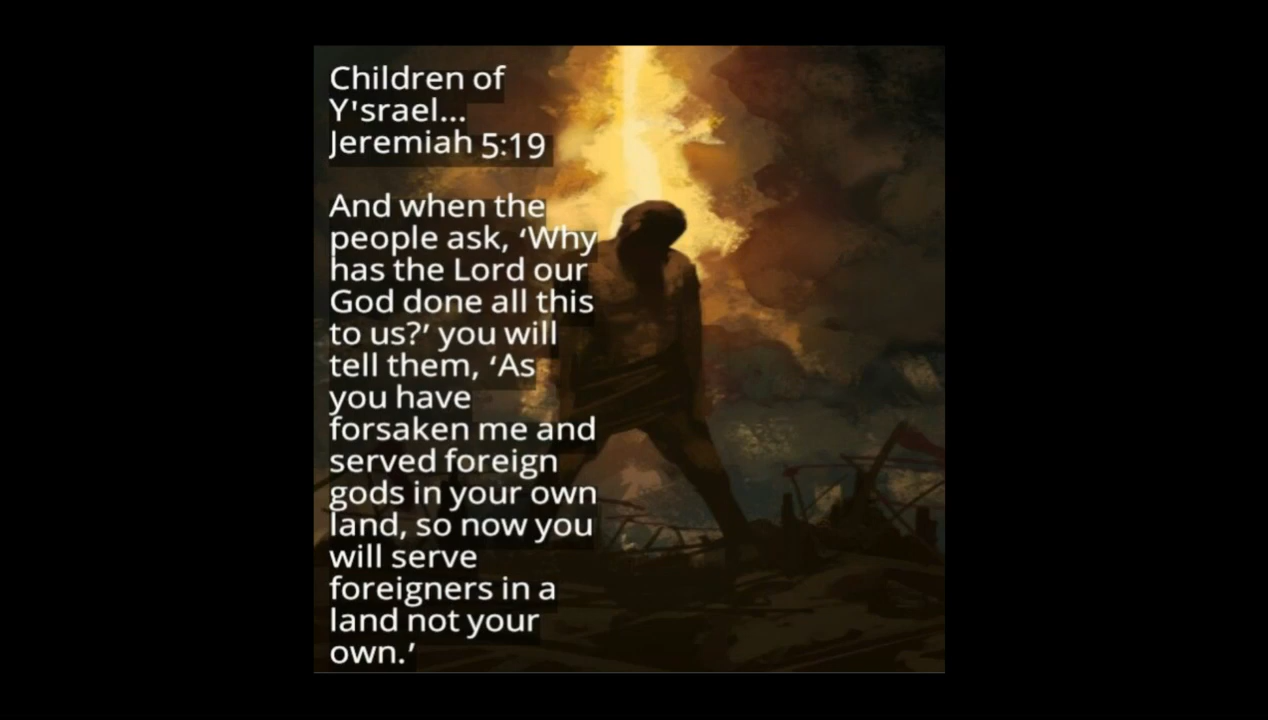 Children of
Y'srael...
Jeremiah 5:19
And when the
people ask, ‘Why
has the Lord our
God done all this
to us?’ you will
tell them, ‘As
you have
forsaken me and
served foreign
gods in your own
land, so now you
will serve
foreigners in a
land not your
own.’